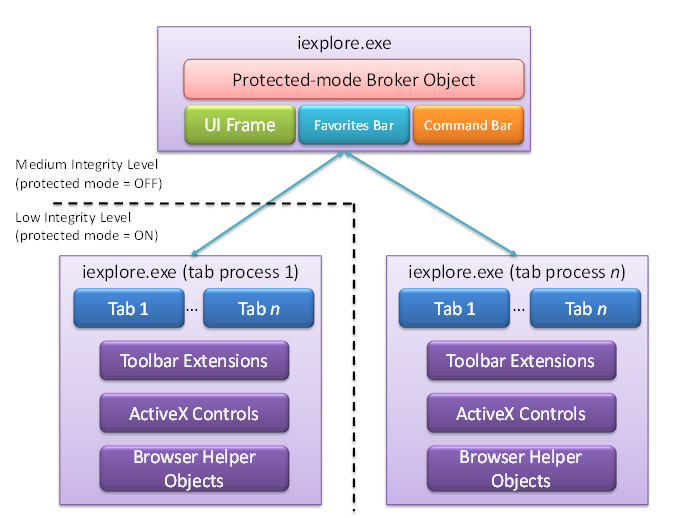 iexplore.exe
Protected-mode Broker Object
UI Frame
Favorites Bar
Command Bar
Medium Integrity Level
(protected mode = OFF)
Low Integrity Level
(protected mode = ON)
iexplore.exe (tab process 1)
Tab 1
...
Tab n
Toolbar Extensions
ActiveX Controls
Browser Helper
Objects
iexplore.exe (tab process n)
Tab 1
...
Tab n
Toolbar Extensions
ActiveX Controls
Browser Helper
Objects